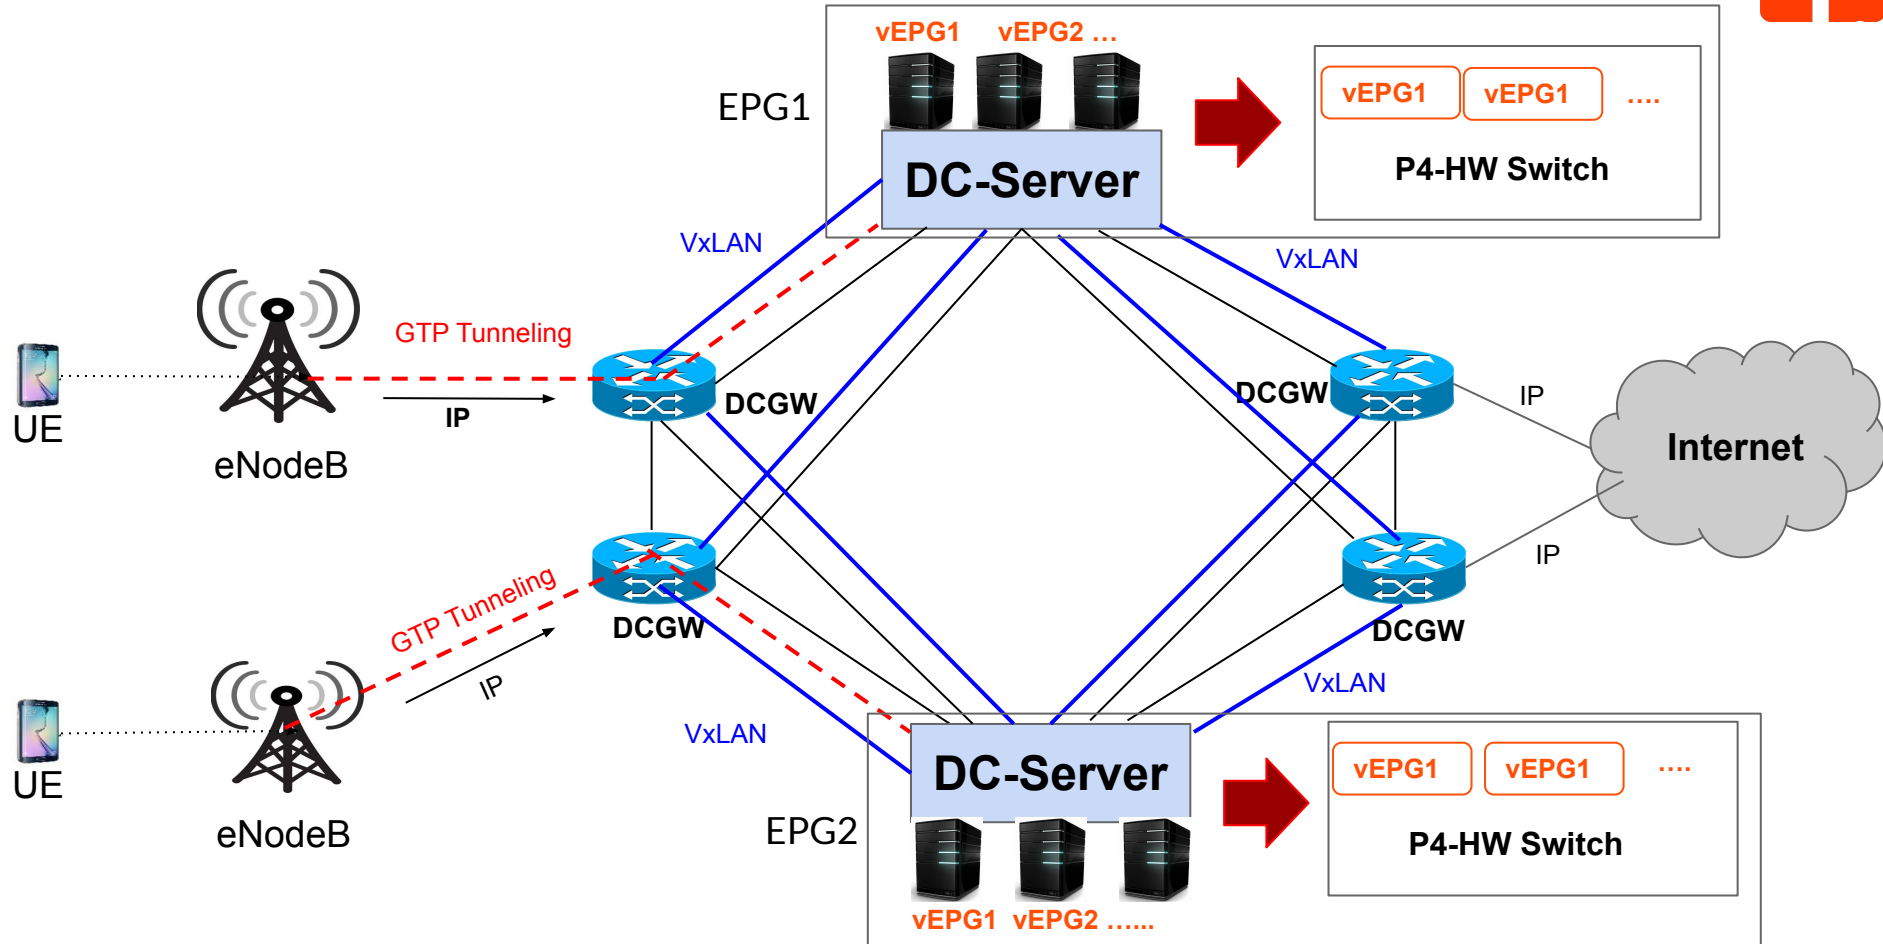 vEPG1 vEPG2 ...
EPG1
vEPG1 vEPG1 ....
P4-HW Switch
DC-Server
VxLAN
VxLAN
GTP Tunneling
IP
DCGW
DCGW
IP
UE
eNodeB
Internet
IP
GTP Tunneling
DCGW
DCGW
IP
VxLAN
VxLAN
UE
eNodeB
DC-Server
vEPG1 vEPG1 ....
P4-HW Switch
EPG2
vEPG1 vEPG2 ......